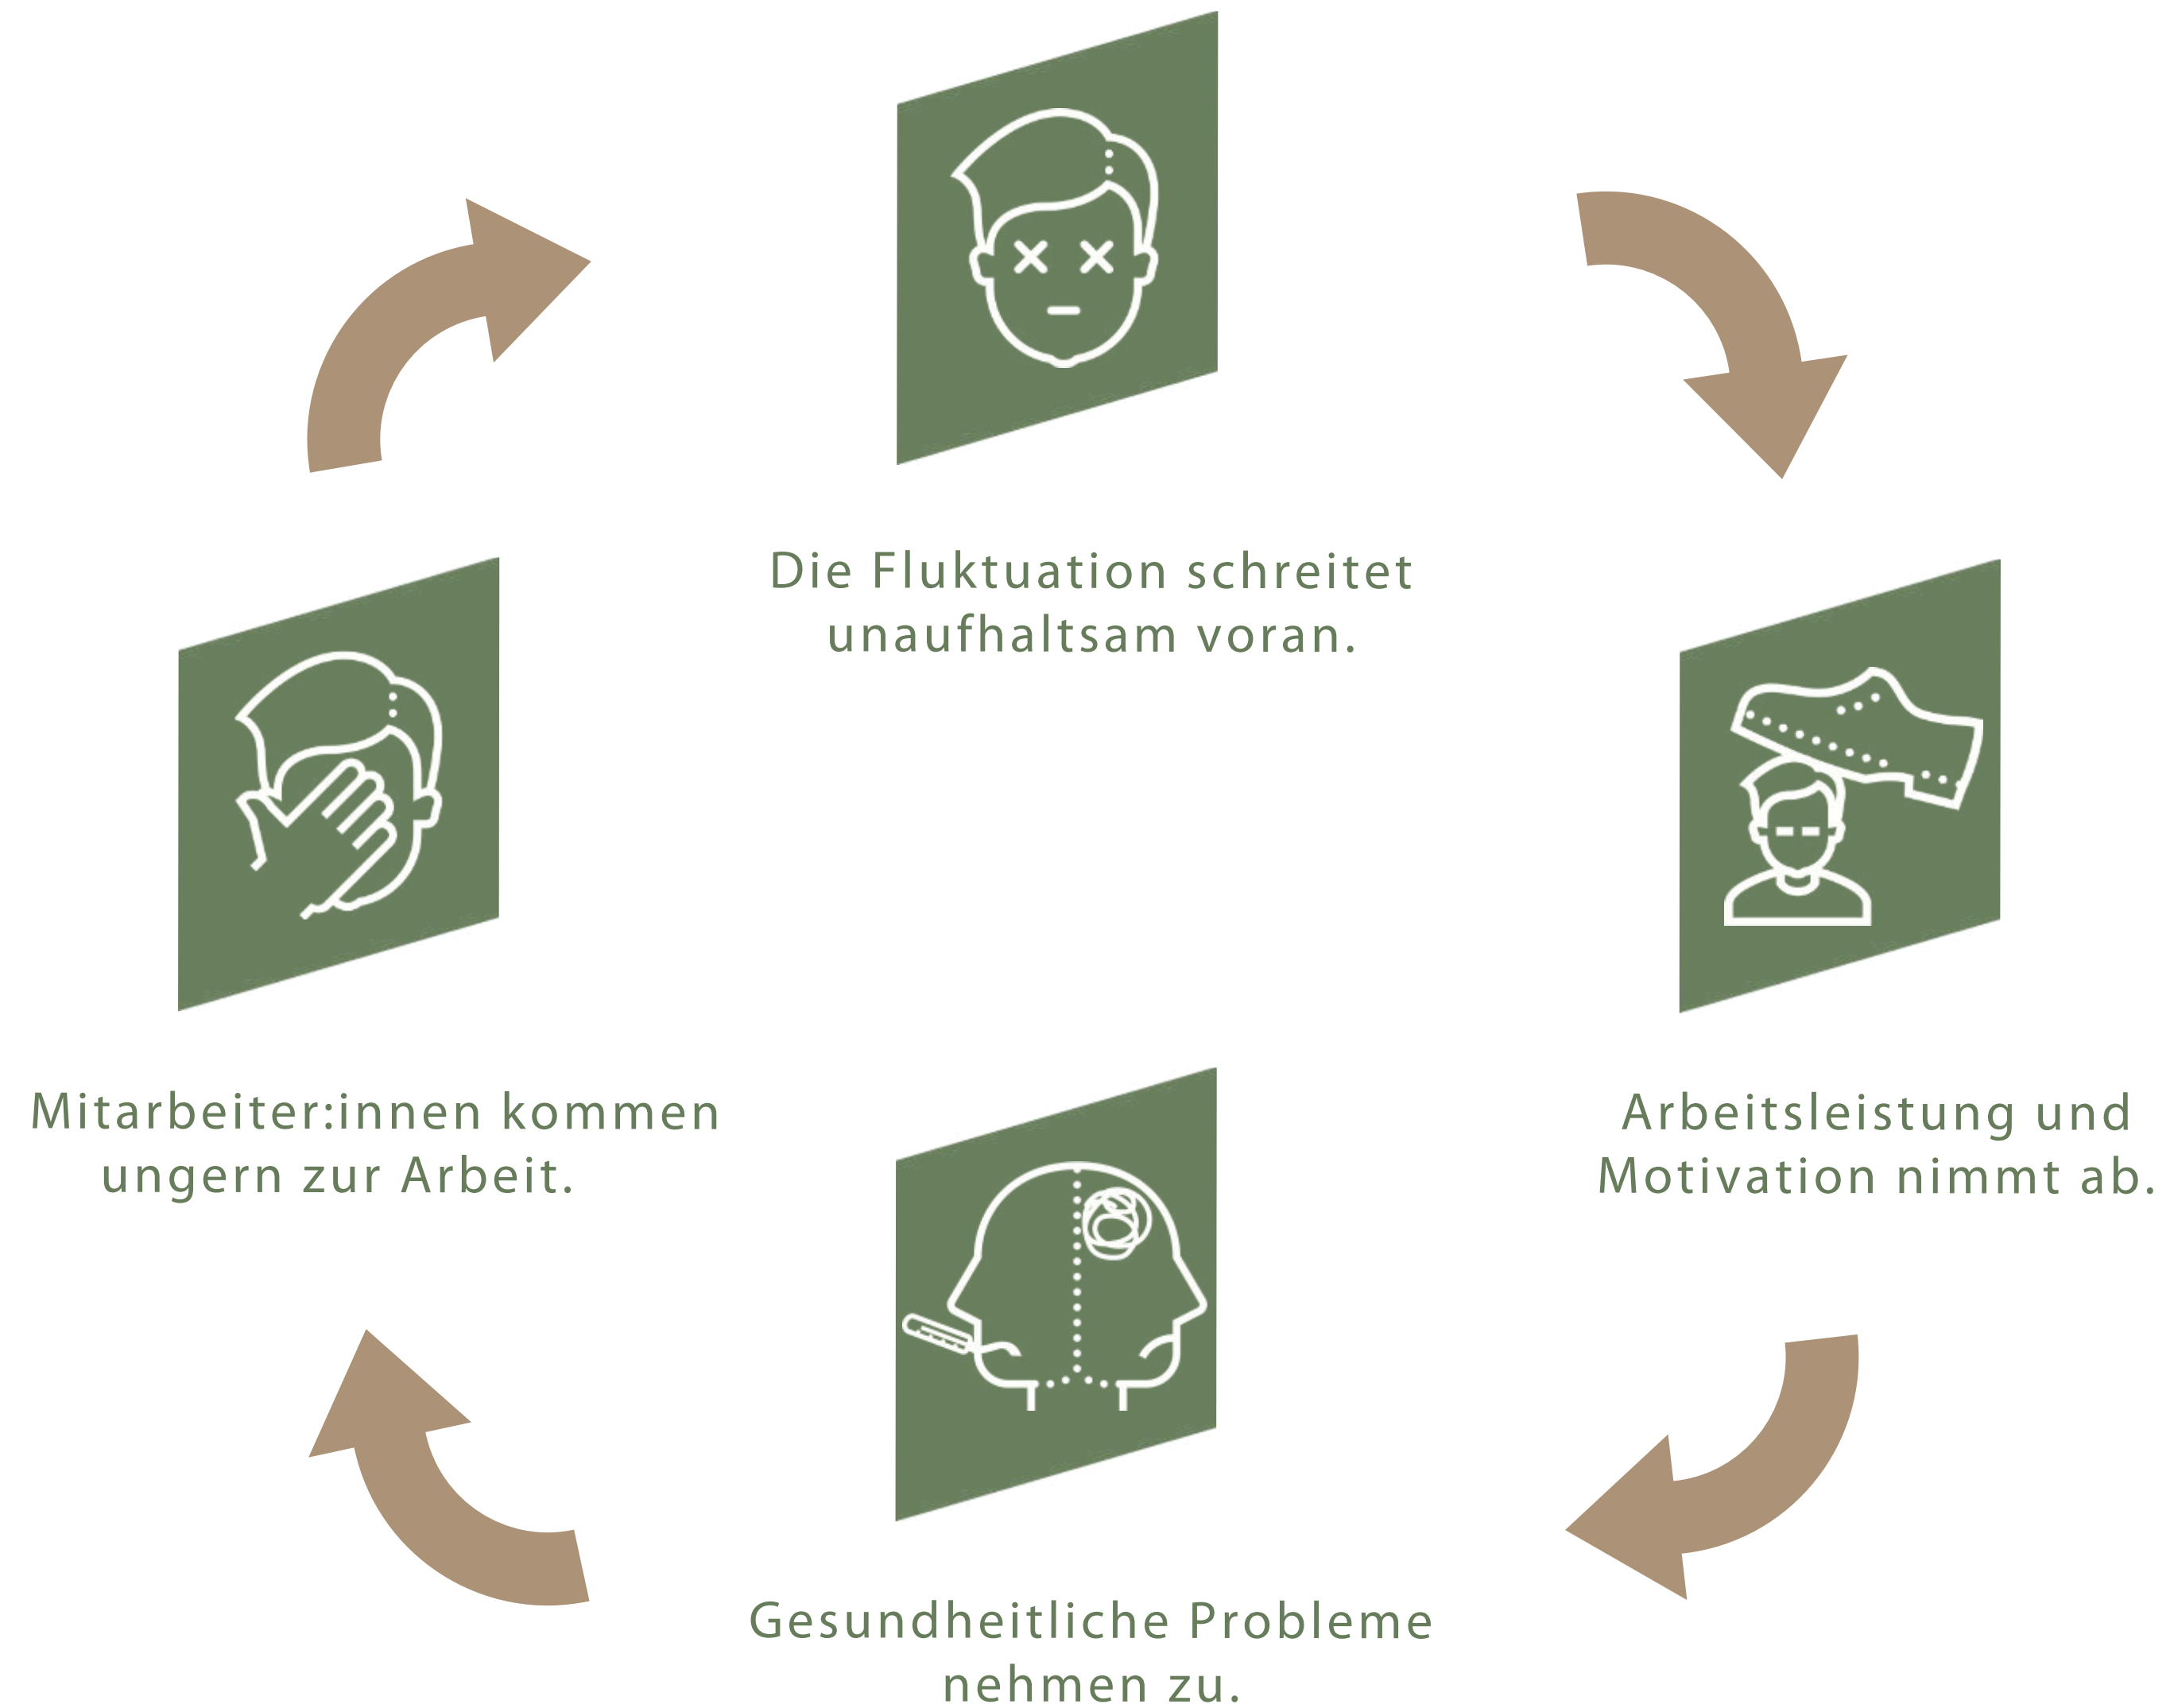 Die Fluktuation schreitet
unaufhaltsam voran.
Mitarbeiter:innen kommen
ungern zur Arbeit.
Arbeitsleistung und
Motivation nimmt ab.
Gesundheitliche Probleme
nehmen zu.